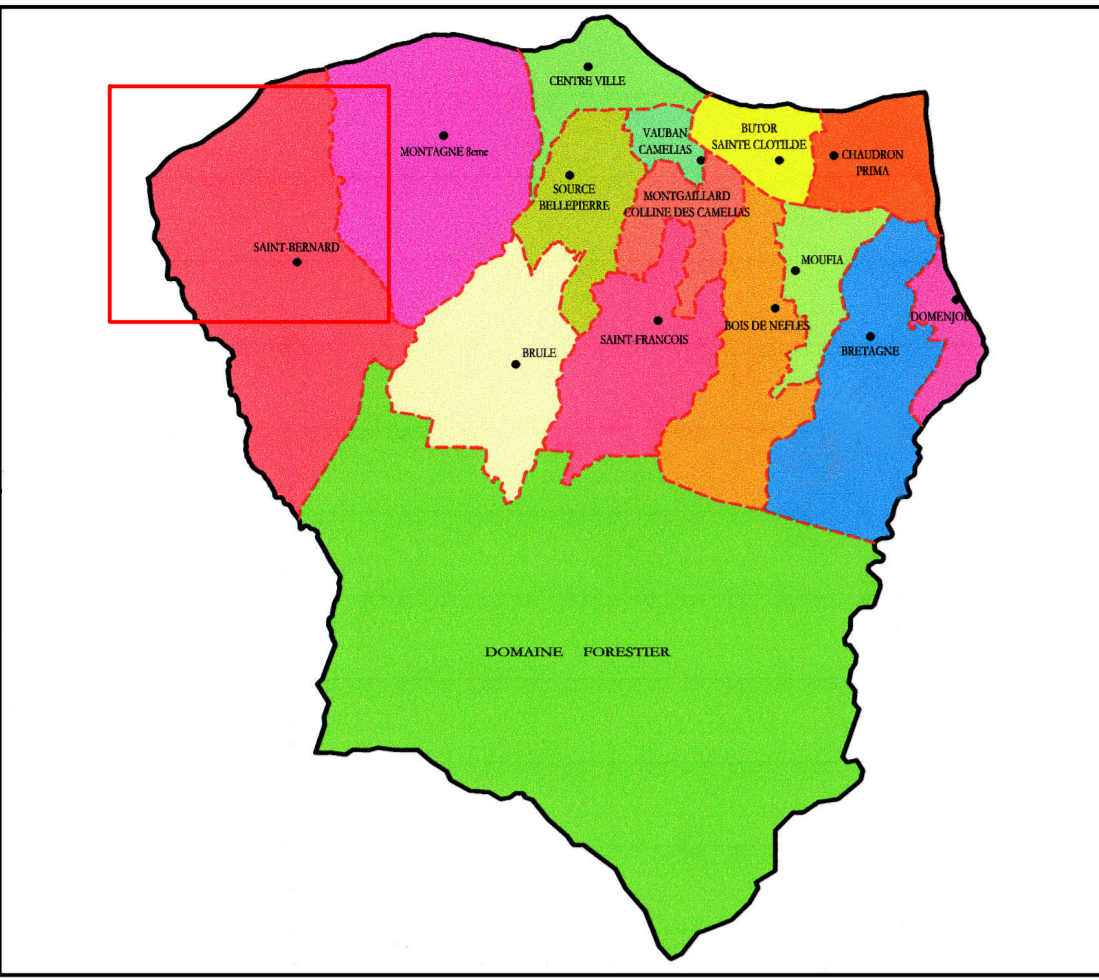 CENTRE VILLE
MONTAGNE 8eme
VAUBAN
CAMELIAS
BUTOR
SAINTE CLOTILDE
CHAUDRON
PRIMA
SOURCE
BELLEPIERRE
MONTGAILLARD
COLLINE DES CAMELIAS
SAINT-BERNARD
MOUFIA
DOMENJOD
BOIS DE NEFLES
SAINT-FRANCOIS
BRETAGNE
BRULE
DOMAINE FORESTIER